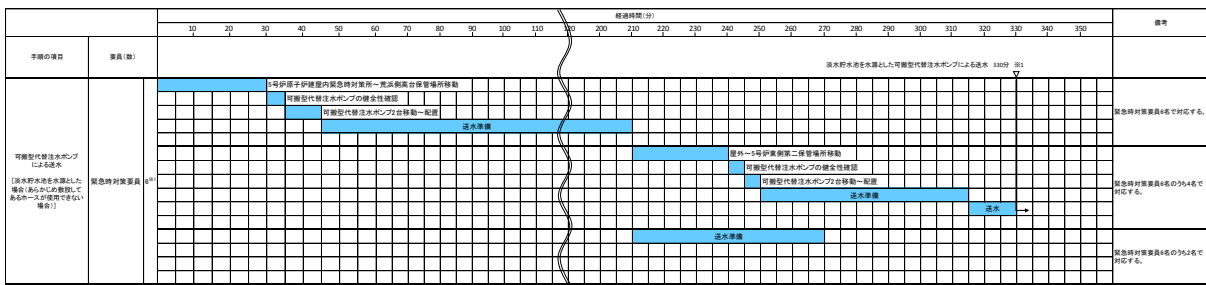 経過時間(分)
備考
10 20 30 40 50 60 70 80 90 100 110 120 200 210 220 230 240 250 260 270 280 290 300 310 320 330 340 350
手順の項目
要員(数)
淡水貯水池を水源とした可搬型代替注水ポンプによる送水 330分 ※1
5号炉原子炉建屋内緊急時対策所～荒浜側高台保管場所移動
可搬型代替注水ポンプの健全性確認
可搬型代替注水ポンプ2台移動～配置
送水準備
緊急時対策要員6名で対応する。
可搬型代替注水ポンプ
による送水
[淡水貯水池を水源とした
場合(あらかじめ敷設して
あるホースが使用できない
場合)]
緊急時対策要員
6※
屋外～5号炉東側第二保管場所移動
可搬型代替注水ポンプの健全性確認
可搬型代替注水ポンプ2台移動～配置
送水準備
送水
緊急時対策要員6名のうち4名で
対応する。
送水準備
緊急時対策要員6名のうち2名で
対応する。